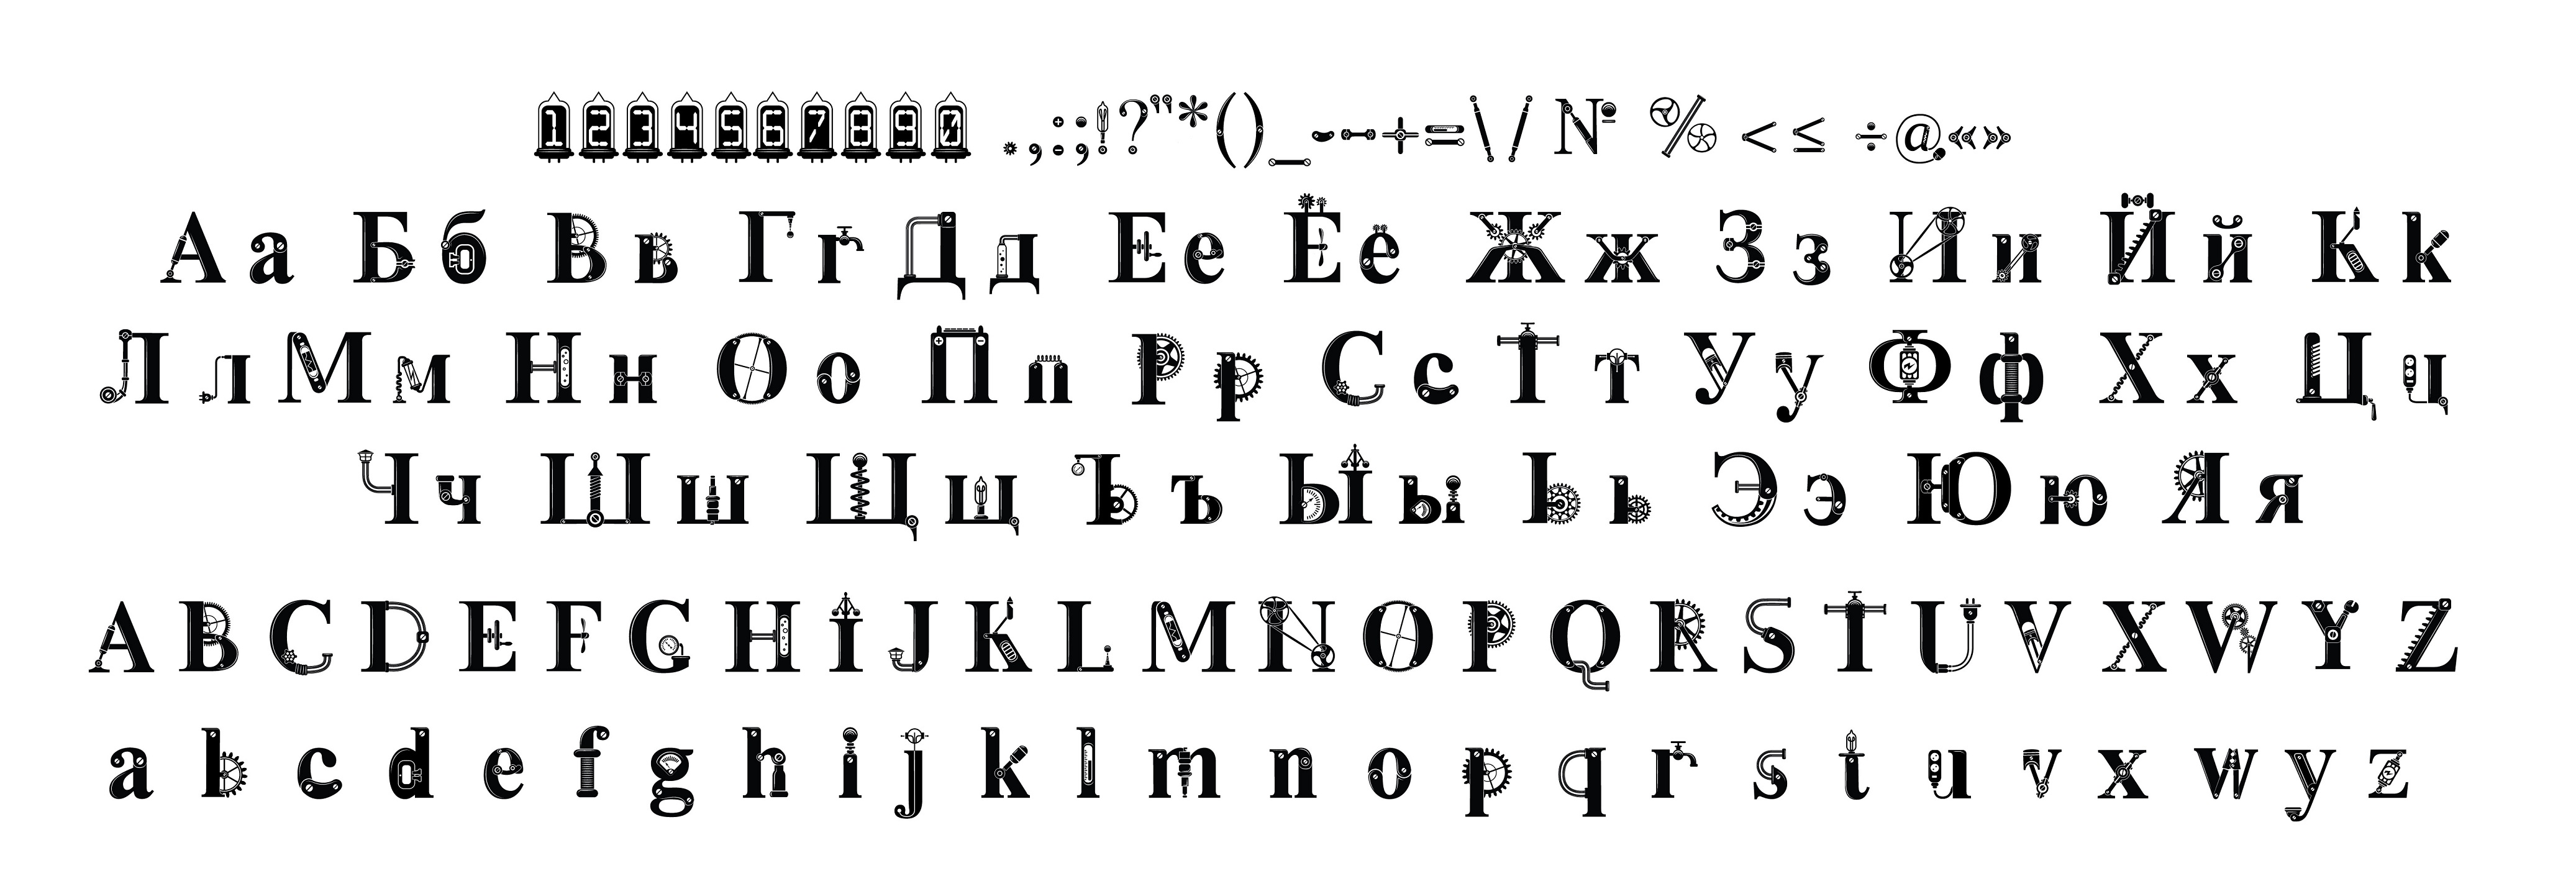 1234567890 .,:;!?"*()_~-+=\/ № % < ≤ ÷@«»
Аа Бб Вв Гг Дд Ее Ёё Жж Зз Ии Йй Кк
Лл Мм Нн Оо Пп Рр Сс Тт Уу Фф Хх Цц
Чч Шш Щщ Ъъ Ыы Ьь Ээ Юю Яя
A B C D E F G H I J K L M N O P Q R S T U V X W Y Z
a b c d e f g h i j k l m n o p q r s t u v x w y z